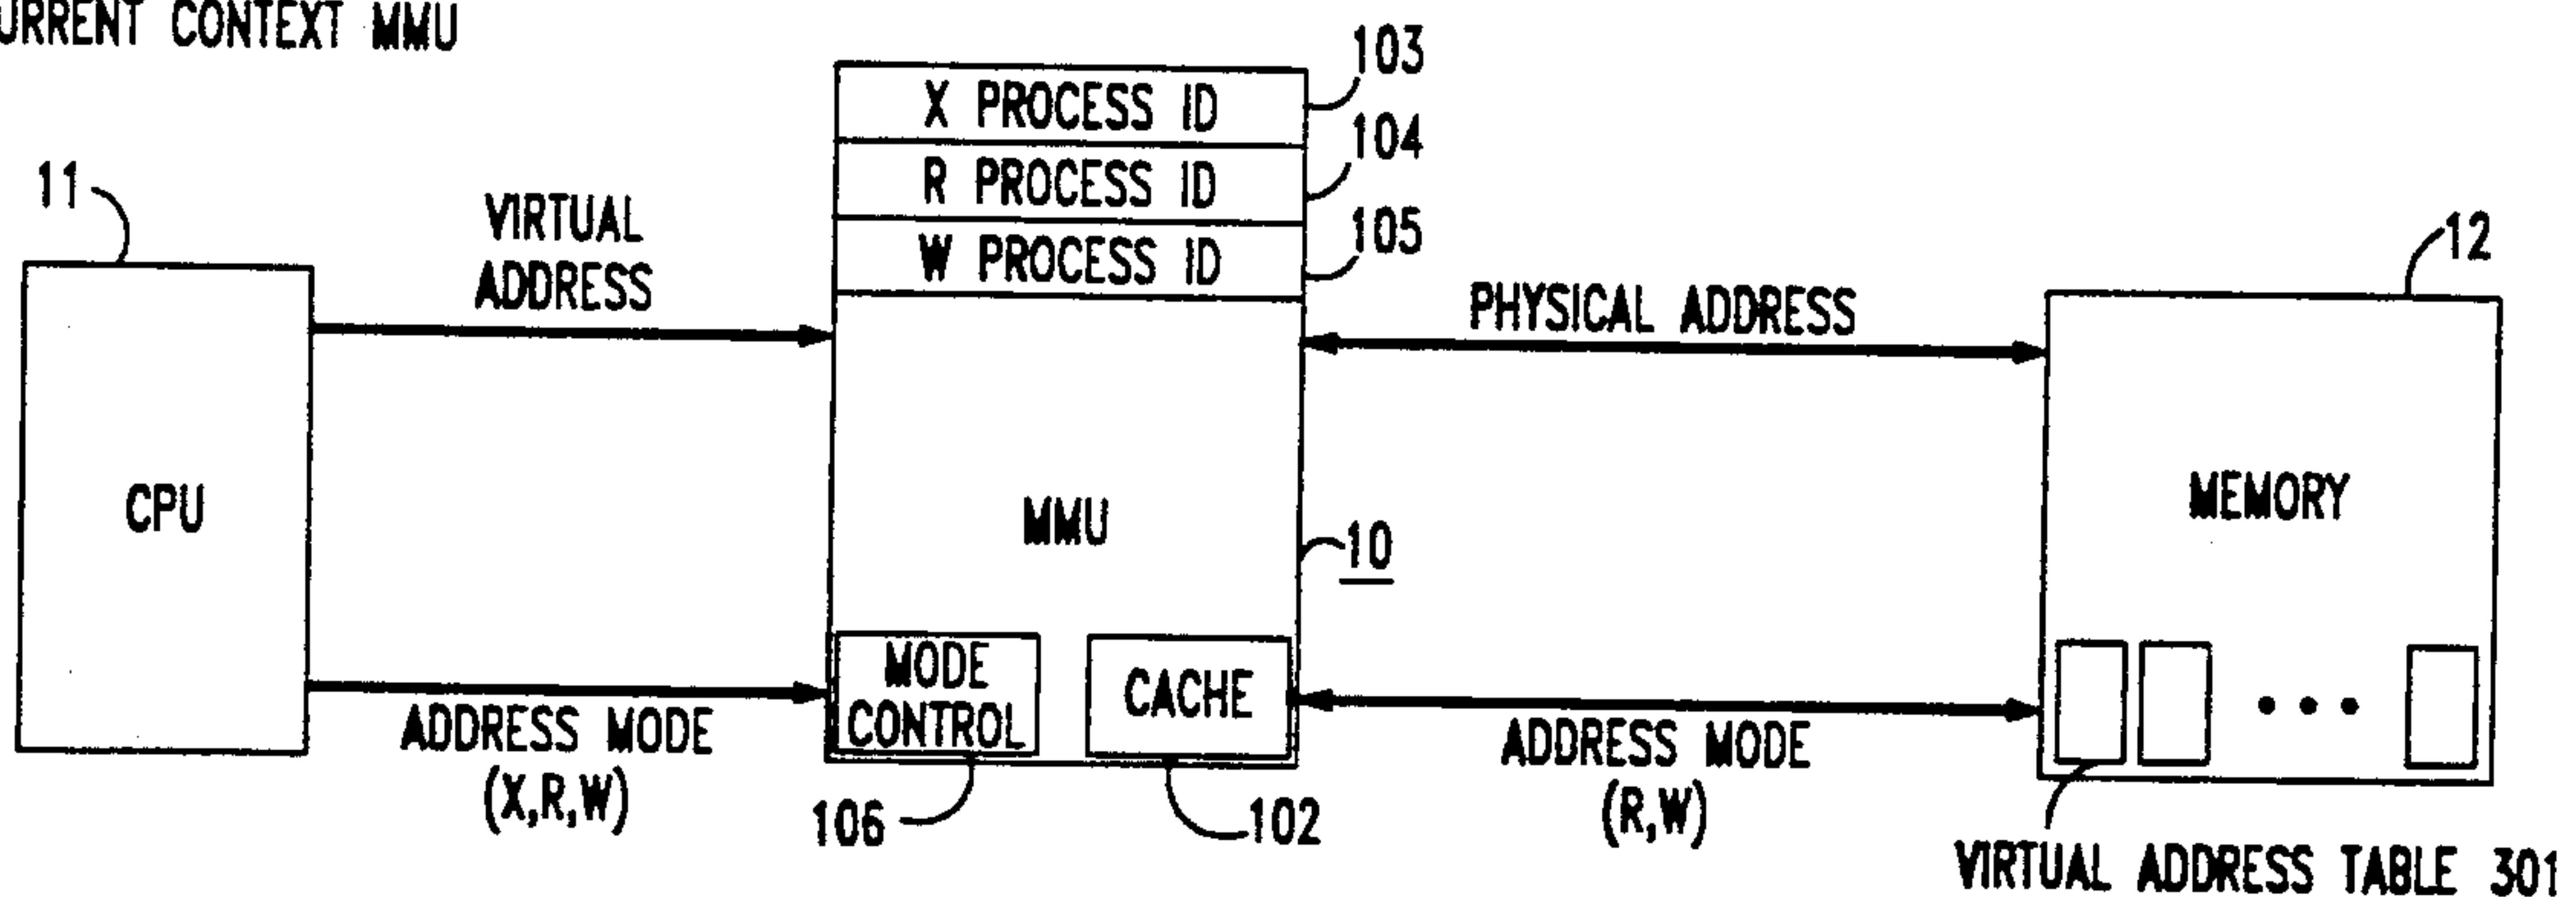 URRENT CONTEXT MMU
103
X PROCESS ID
104
R PROCESS ID
105
W PROCESS ID
11
VIRTUAL
ADDRESS
12
PHYSICAL ADDRESS
CPU
MMU
10
MEMORY
MODE
CONTROL
CACHE
ADDRESS MODE
(X,R,W)
ADDRESS MODE
(R,W)
106
102
VIRTUAL ADDRESS TABLE 301